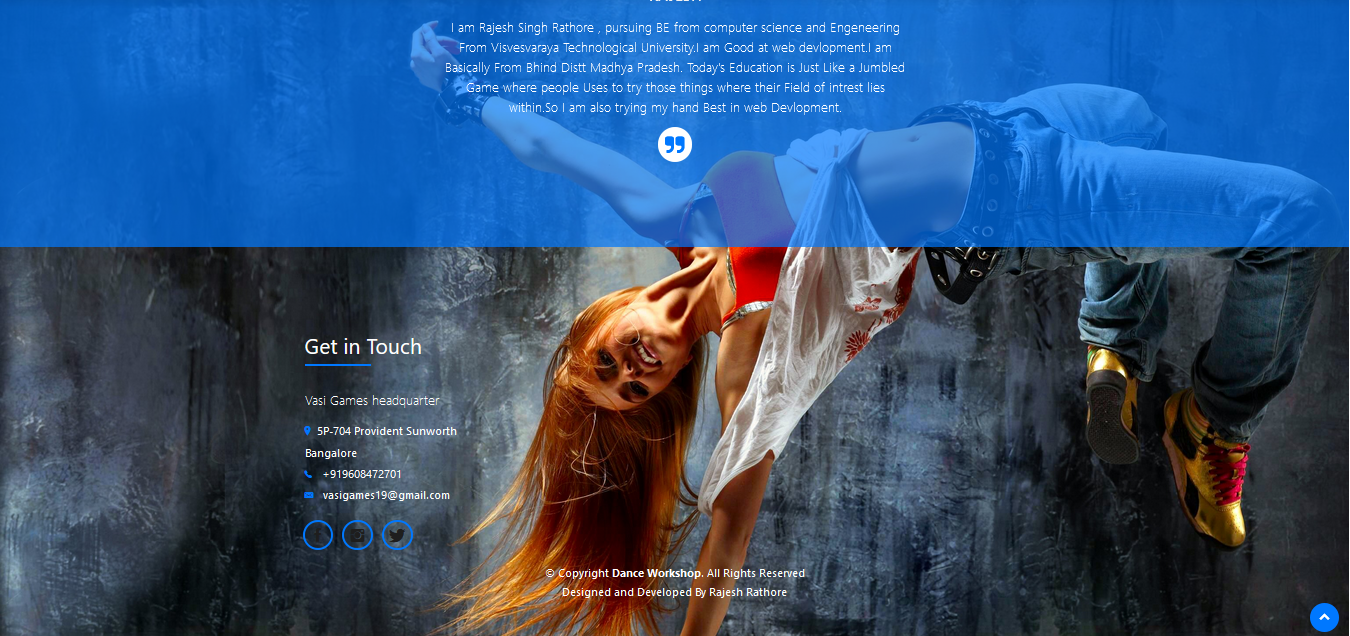 I am Rajesh Singh Rathore , pursuing BE from computer science and Engeneering
From Visvesvaraya Technological University.I am Good at web devlopment.I am
Basically From Bhind Distt Madhya Pradesh. Today's Education is Just Like a Jumbled
Game where people Uses to try those things where their Field of intrest lies
within.So I am also trying my hand Best in web Devlopment.
Get in Touch
Vasi Games headquarter
5P-704 Provident Sunworth
Bangalore
+919608472701
vasigames19@gmail.com
© Copyright Dance Workshop. All Rights Reserved
Designed and Developed By Rajesh Rathore